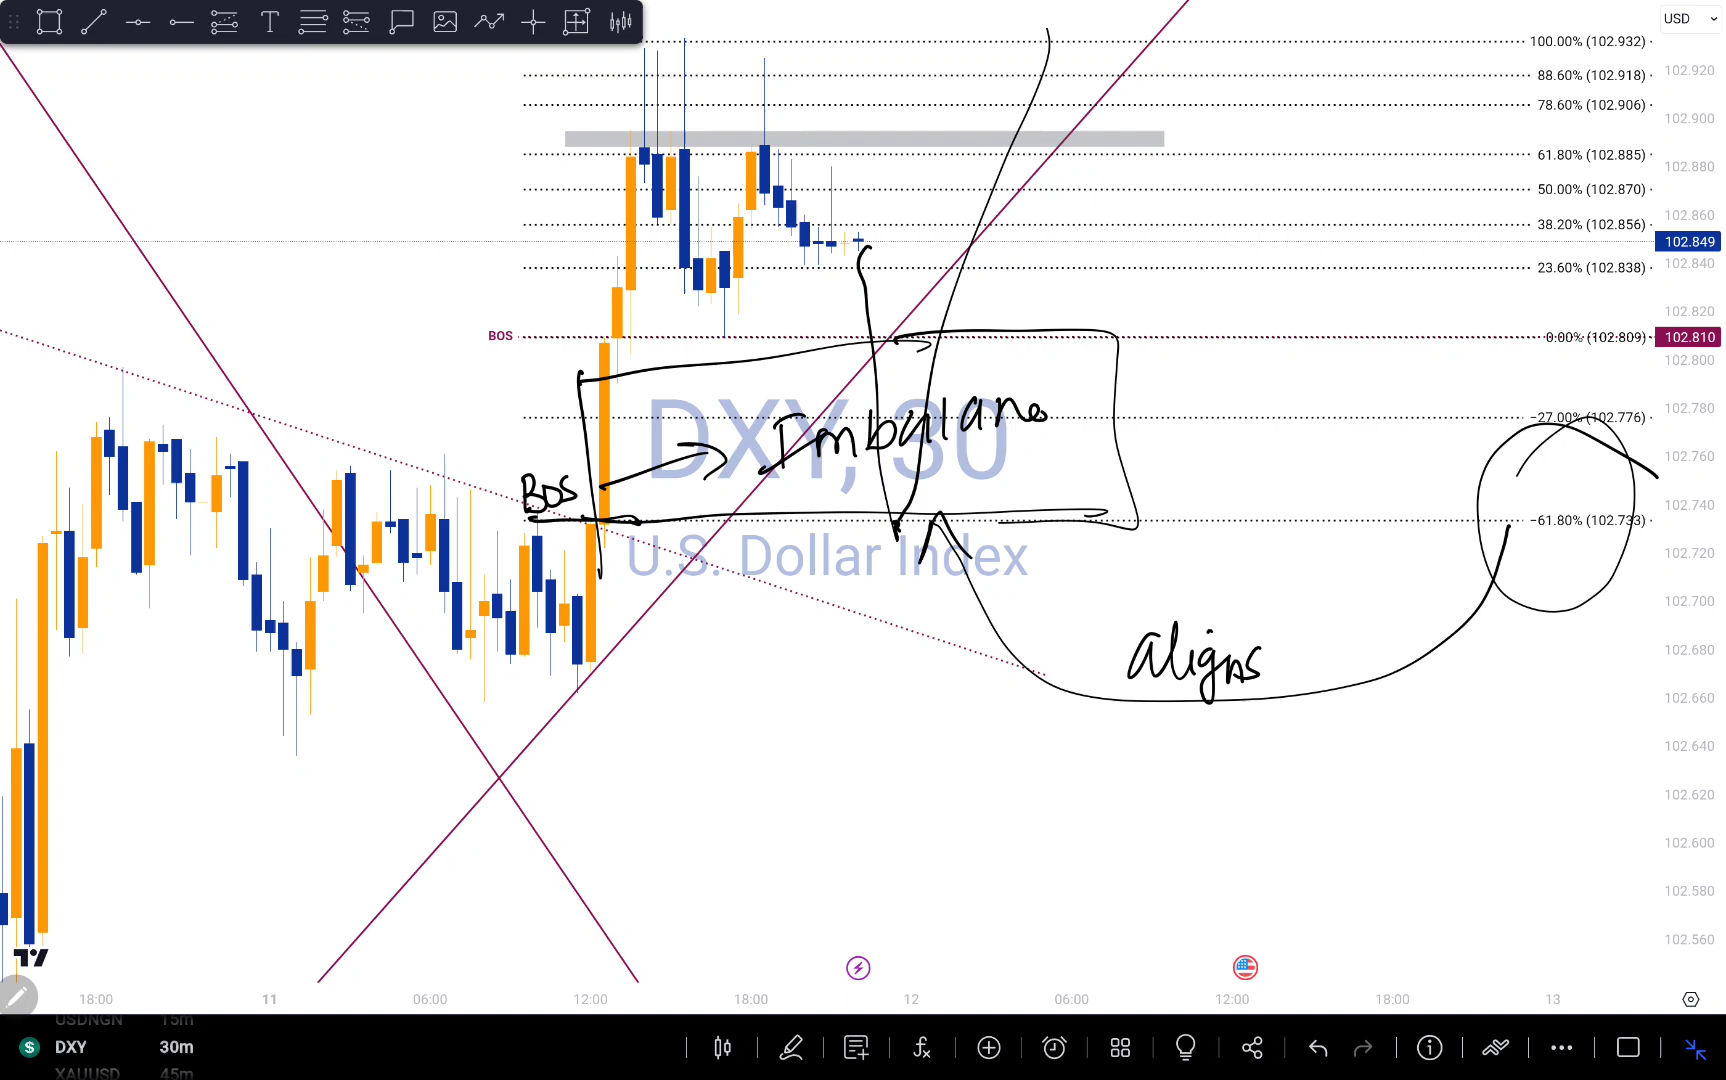 USD
100.00% (102.932)
102.920
88.60% (102.918)
78.60% (102.906)
102.900
61.80% (102.885)
102.880
50.00% (102.870)
102.860
38.20% (102.856)
102.849
102.840
23.60% (102.838)
102.820
BOS
0.00% (102.809)
102.810
102.800
102.780
-27.00% (102.776)
DXY, 30
Imbalane
102.760
BOS
102.740
-61.80% (102.733)
U.S. Dollar Index
102.720
102.700
aligns
102.680
102.660
102.640
102.620
102.600
102.580
102.560
18:00 11 06:00 12:00 18:00 12 06:00 12:00 18:00 13
USDNGN 15m
$ DXY 30m
XAUUSD 45m